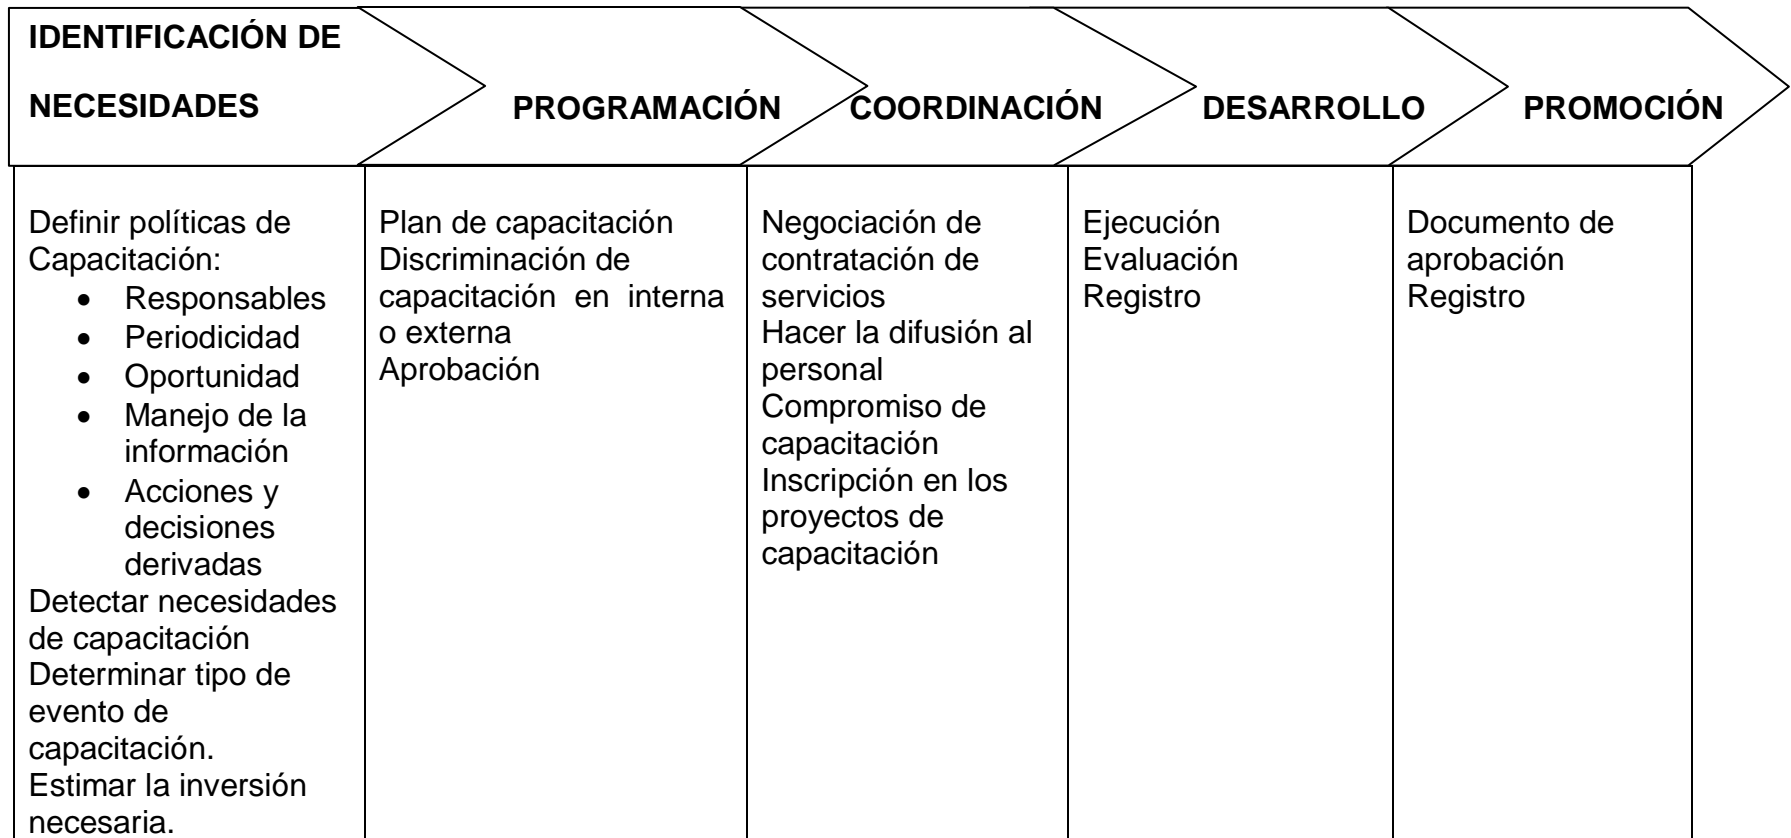 IDENTIFICACIÓN DE
NECESIDADES
PROGRAMACIÓN
COORDINACIÓN
DESARROLLO
PROMOCIÓN
Definir políticas de
Capacitación:
• Responsables
• Periodicidad
• Oportunidad
• Manejo de la
información
• Acciones y
decisiones
derivadas
Detectar necesidades
de capacitación
Determinar tipo de
evento de
capacitación.
Estimar la inversión
necesaria.
Plan de capacitación
Discriminación de
capacitación en interna
o externa
Aprobación
Negociación de
contratación de
servicios
Hacer la difusión al
personal
Compromiso de
capacitación
Inscripción en los
proyectos de
capacitación
Ejecución
Evaluación
Registro
Documento de
aprobación
Registro